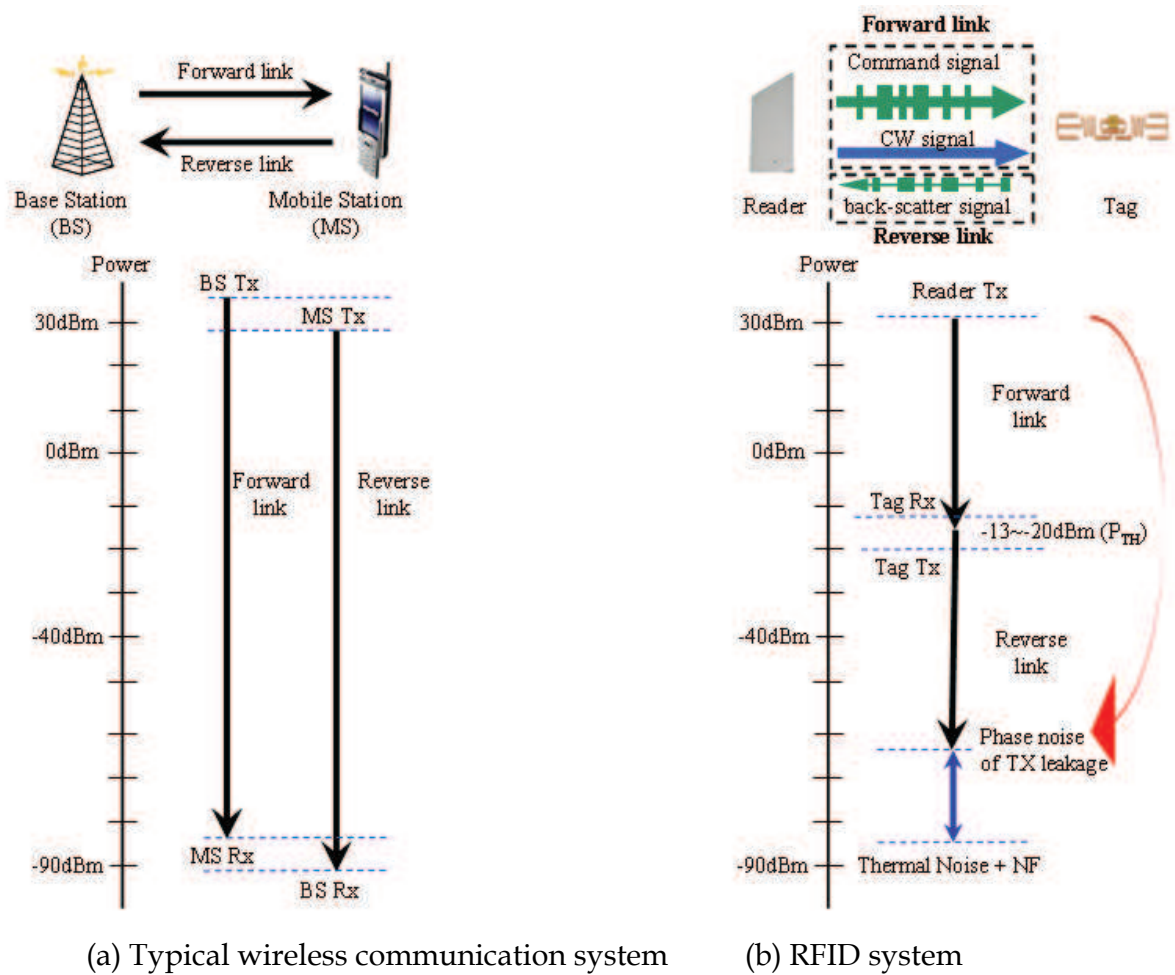 Forward link
Reverse link
Base Station
(BS)
Mobile Station
(MS)
Power
BS Tx
MS Tx
30dBm
0dBm
Forward
link
Reverse
link
-40dBm
-90dBm
MS Rx
BS Rx
(a) Typical wireless communication system
Forward link
Command signal
CW signal
back-scatter signal
Reverse link
Reader
Tag
Power
Reader Tx
30dBm
Forward
link
0dBm
Tag Rx
-13~-20dBm (PTH)
Tag Tx
-40dBm
Reverse
link
Phase noise
of TX leakage
-90dBm
Thermal Noise + NF
(b) RFID system